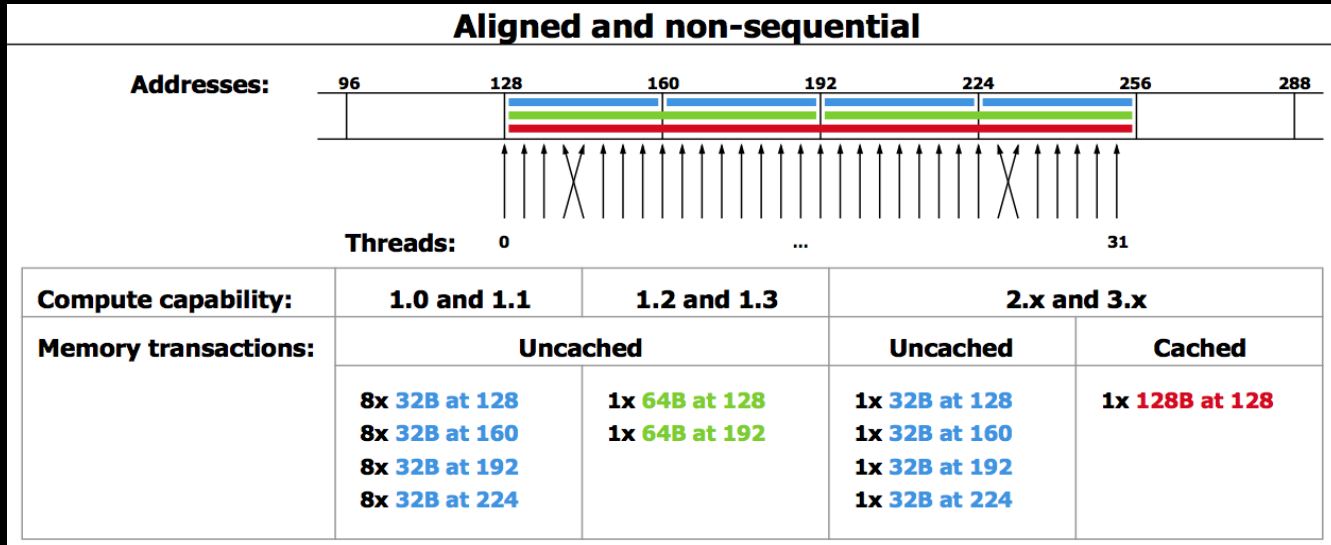 Aligned and non-sequential
Addresses: 96 128 160 192 224 256 288
Threads: 0 ... 31
Compute capability: 1.0 and 1.1 1.2 and 1.3 2.x and 3.x
Memory transactions: Uncached Uncached Cached
8x 32B at 128 1x 64B at 128 1x 32B at 128 1x 128B at 128
8x 32B at 160 1x 64B at 192 1x 32B at 160
8x 32B at 192 1x 32B at 192
8x 32B at 224 1x 32B at 224